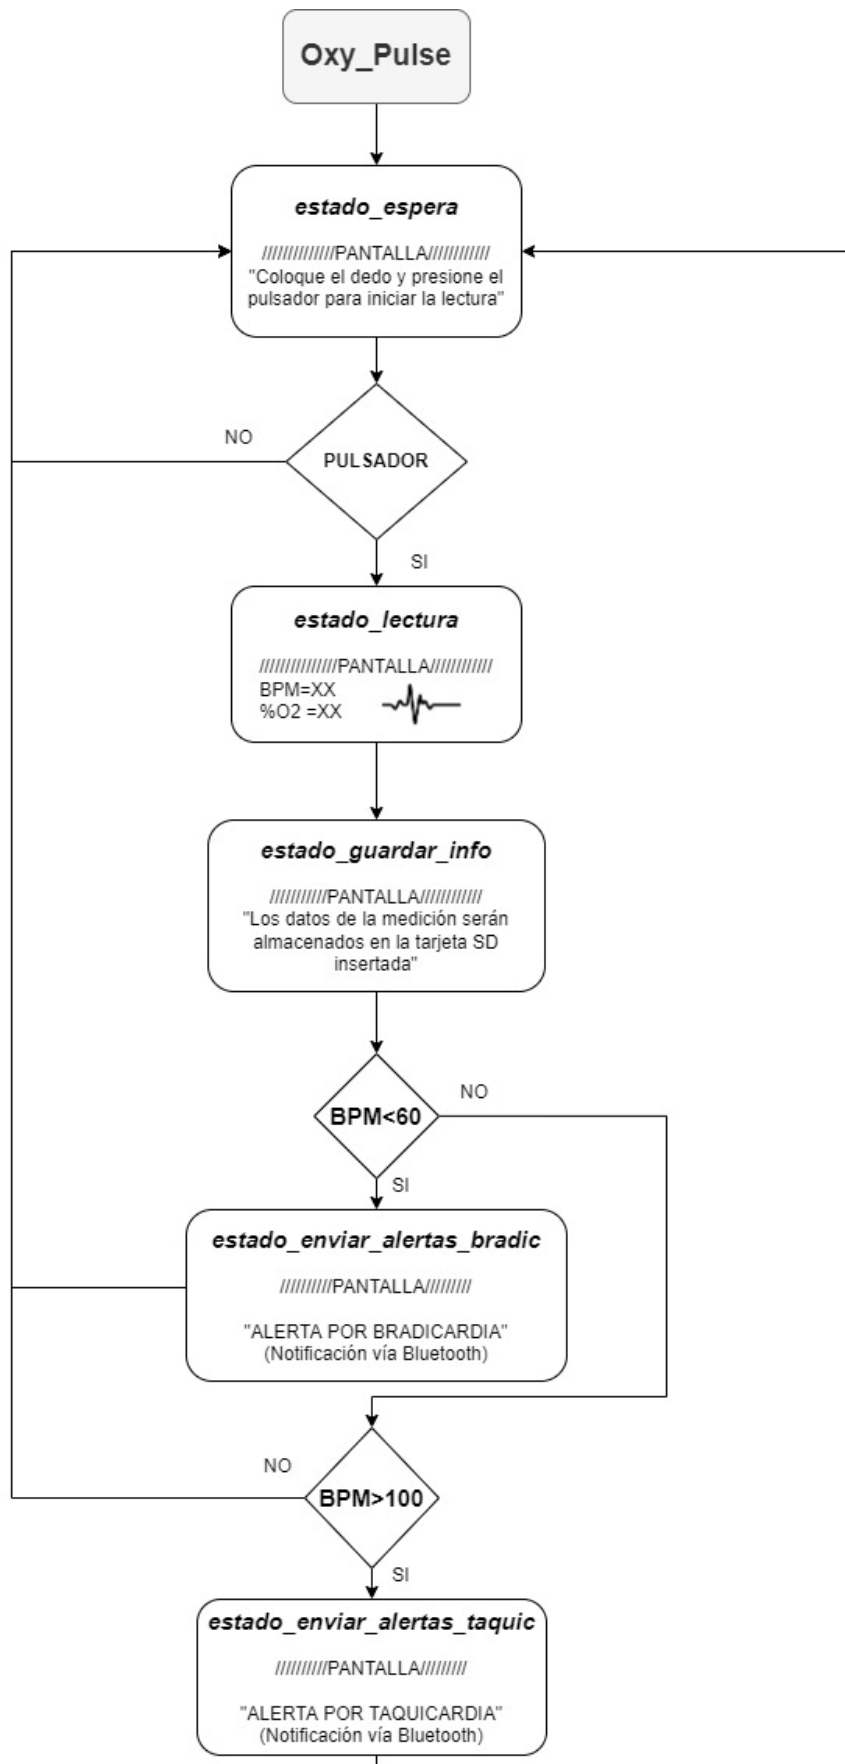 Oxy_Pulse
estado_espera
//////////////PANTALLA////////////
"Coloque el dedo y presione el
pulsador para iniciar la lectura"
NO
PULSADOR
SI
estado_lectura
///////////////PANTALLA////////////
BPM=XX
%O2 =XX
estado_guardar_info
///////////PANTALLA////////////
"Los datos de la medición serán
almacenados en la tarjeta SD
insertada"
BPM<60
NO
SI
estado_enviar_alertas_bradic
//////////PANTALLA/////////
"ALERTA POR BRADICARDIA"
(Notificación vía Bluetooth)
NO
BPM>100
SI
estado_enviar_alertas_taquic
//////////PANTALLA/////////
"ALERTA POR TAQUICARDIA"
(Notificación vía Bluetooth)